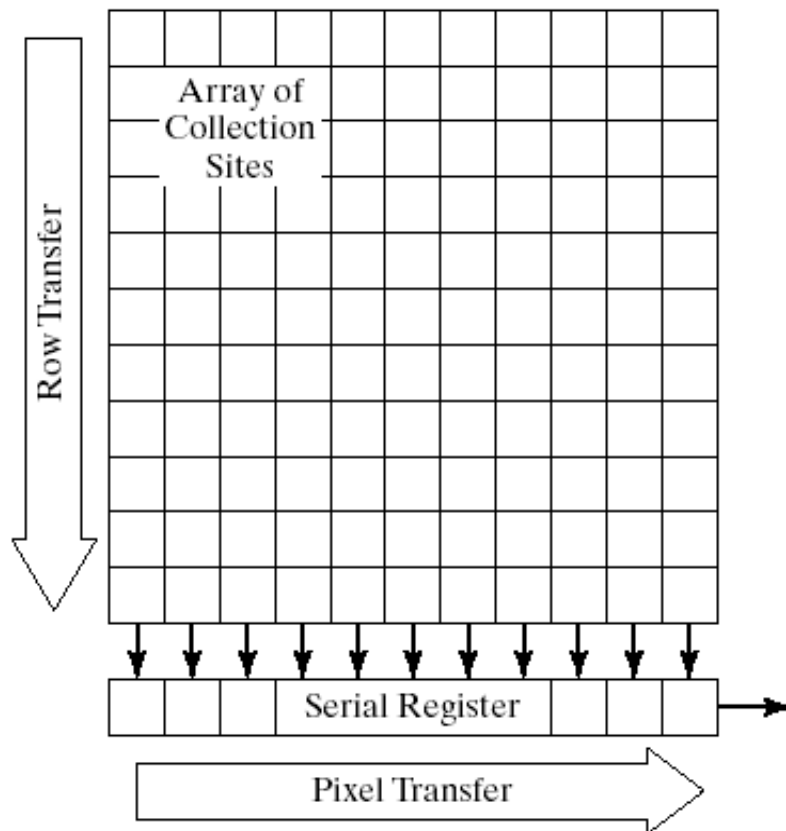 Array of
Collection
Sites
Row Transfer
Serial Register
Pixel Transfer